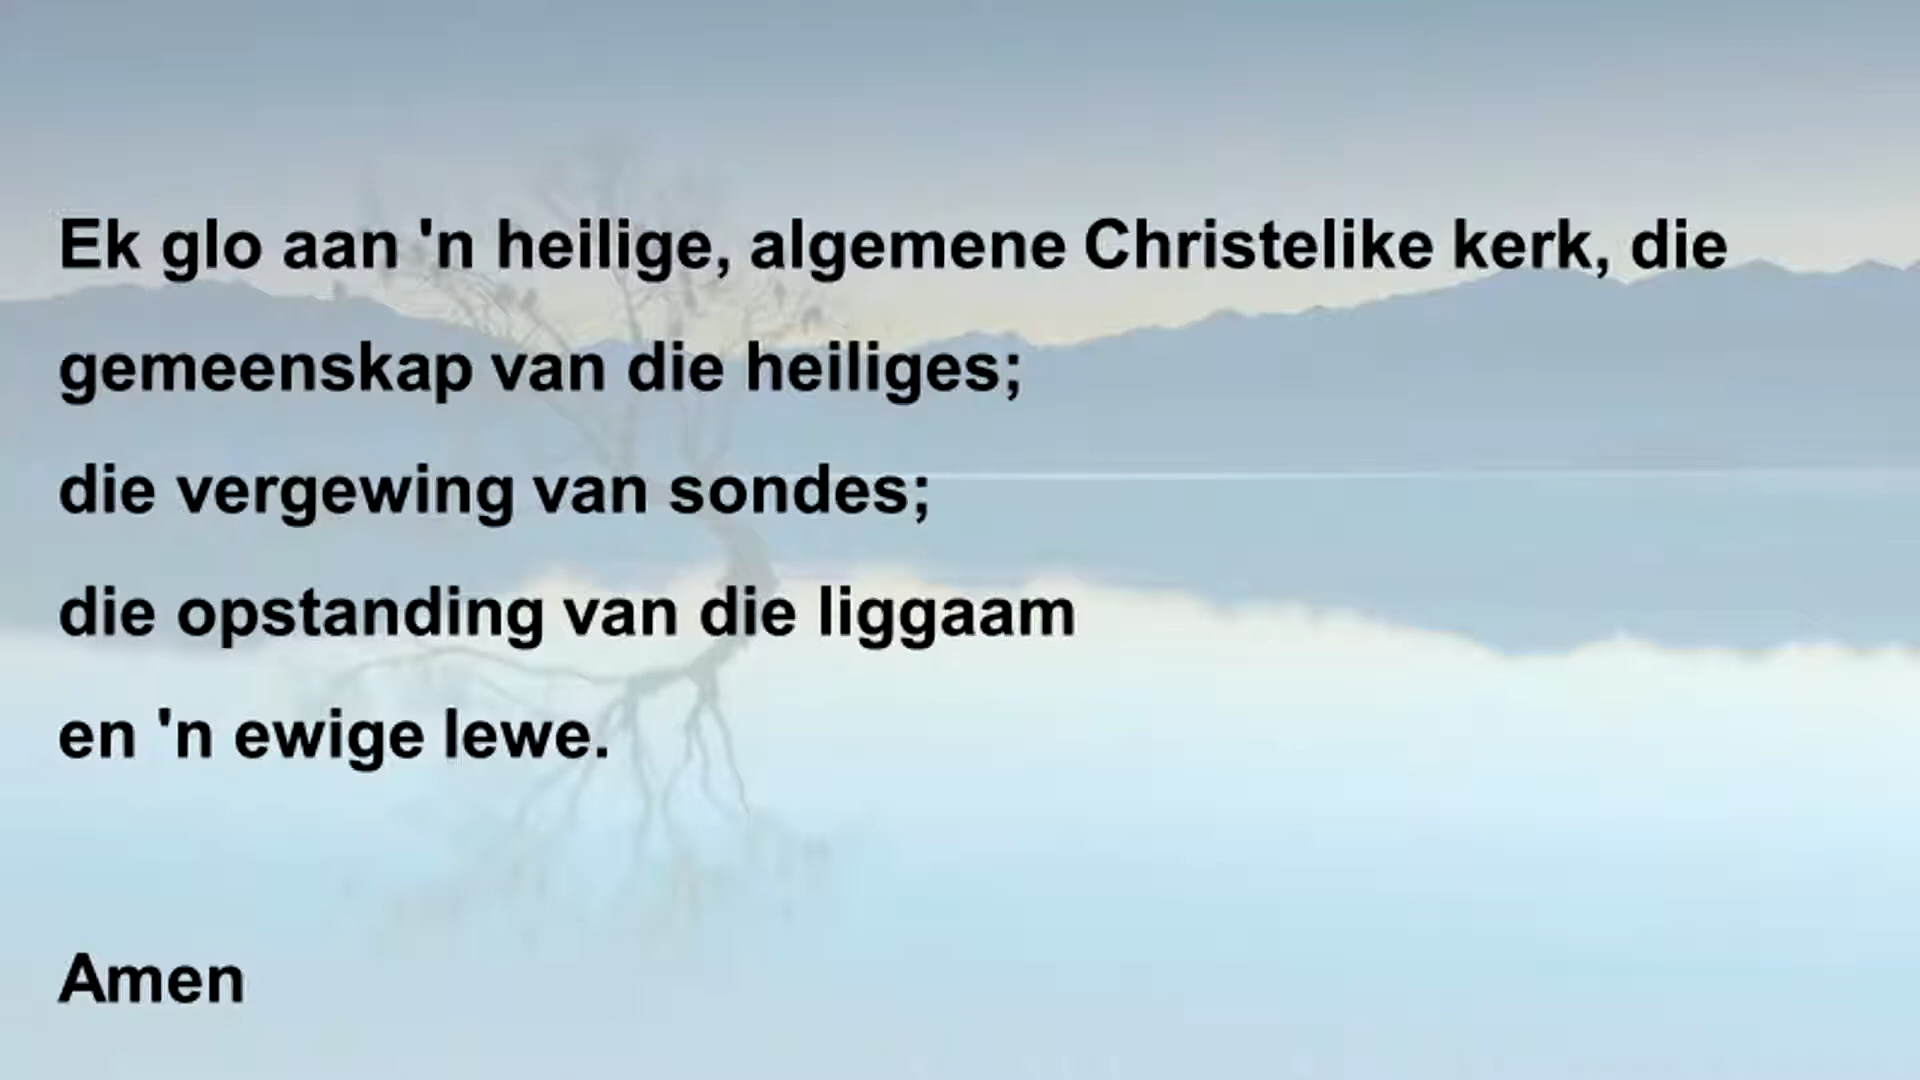 Ek glo aan 'n heilige, algemene Christelike kerk, die
gemeenskap van die heiliges;
die vergewing van sondes;
die opstanding van die liggaam
en 'n ewige lewe.
Amen